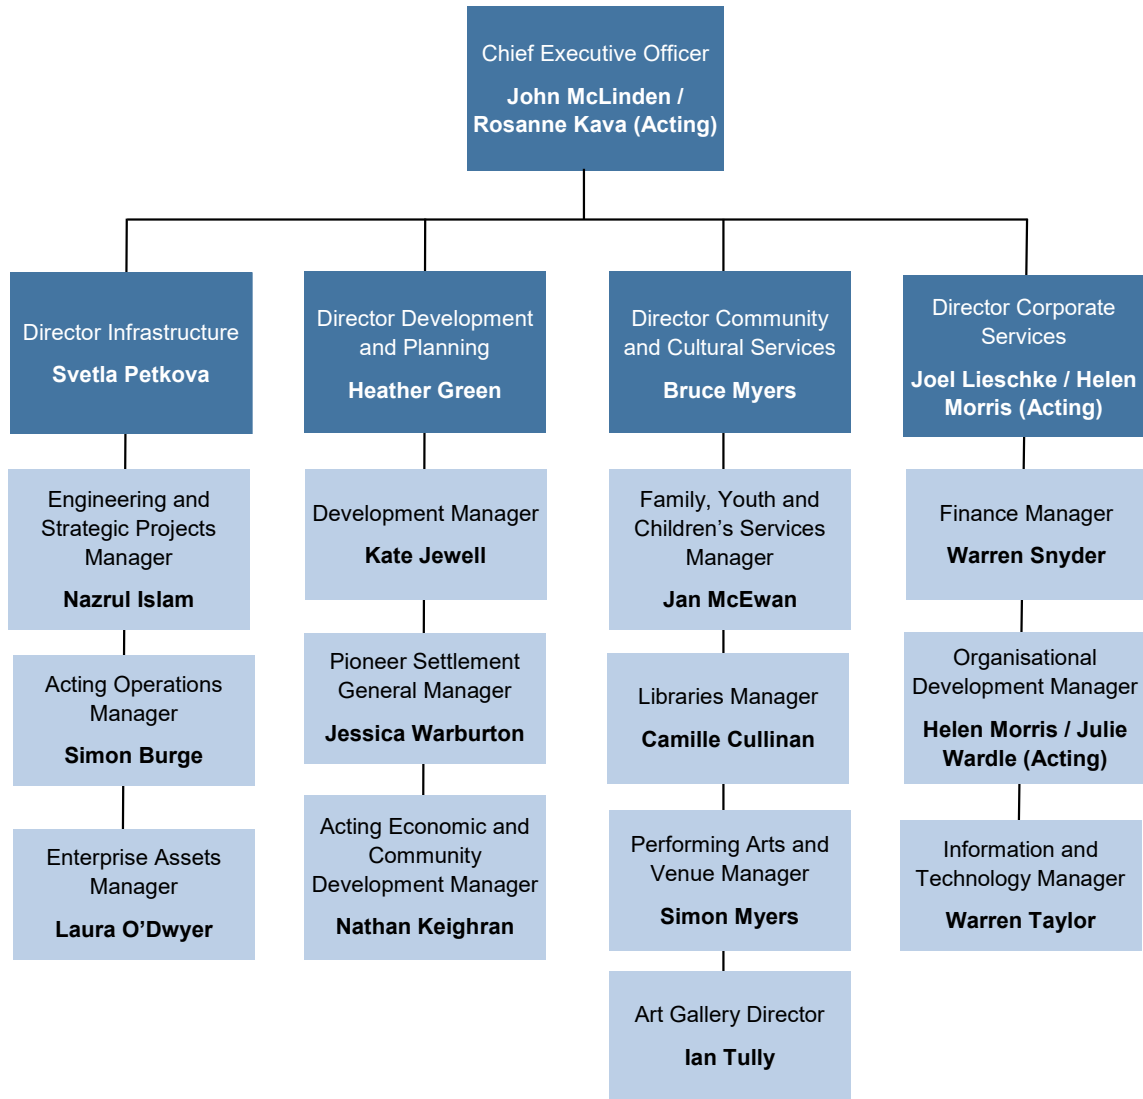 Chief Executive Officer
John McLinden /
Rosanne Kava (Acting)
Director Infrastructure
Svetla Petkova
Director Development
and Planning
Heather Green
Director Community
and Cultural Services
Bruce Myers
Director Corporate
Services
Joel Lieschke / Helen
Morris (Acting)
Engineering and
Strategic Projects
Manager
Nazrul Islam
Acting Operations
Manager
Simon Burge
Enterprise Assets
Manager
Laura O’Dwyer
Development Manager
Kate Jewell
Pioneer Settlement
General Manager
Jessica Warburton
Acting Economic and
Community
Development Manager
Nathan Keighran
Family, Youth and
Children’s Services
Manager
Jan McEwan
Libraries Manager
Camille Cullinan
Performing Arts and
Venue Manager
Simon Myers
Art Gallery Director
Ian Tully
Finance Manager
Warren Snyder
Organisational
Development Manager
Helen Morris / Julie
Wardle (Acting)
Information and
Technology Manager
Warren Taylor